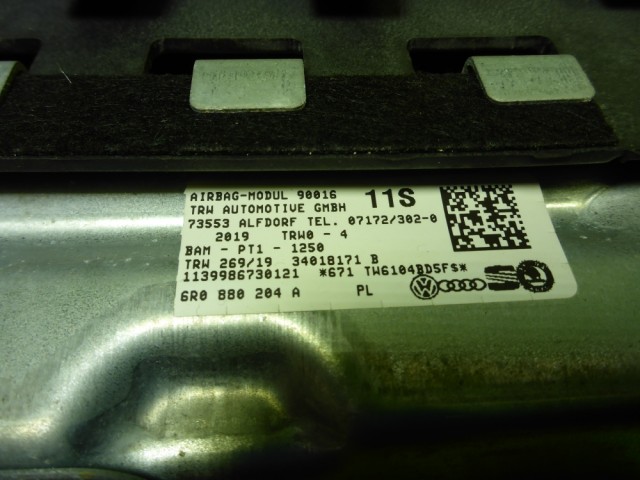 AIRBAG-MODUL 90016 11S
TRW AUTOMOTIVE GMBH
73553 ALFDORF TEL. 07172/302-0
2019 TRW0 - 4
BAM - PT1 - 1250
TRW 269/19 34018171 B
1139986730121 *671 TW6104BD5FS*
6R0 880 204 A PL